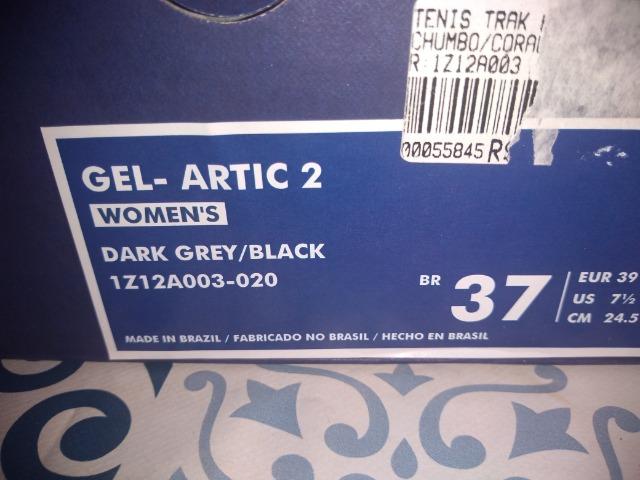 TENIS TRAK
CHUMBO/CORAL
R:1Z12A003
00055845 R$
GEL- ARTIC 2
WOMEN'S
DARK GREY/BLACK
1Z12A003-020
BR 37
EUR 39
US 7½
CM 24.5
MADE IN BRAZIL / FABRICADO NO BRASIL / HECHO EN BRASIL